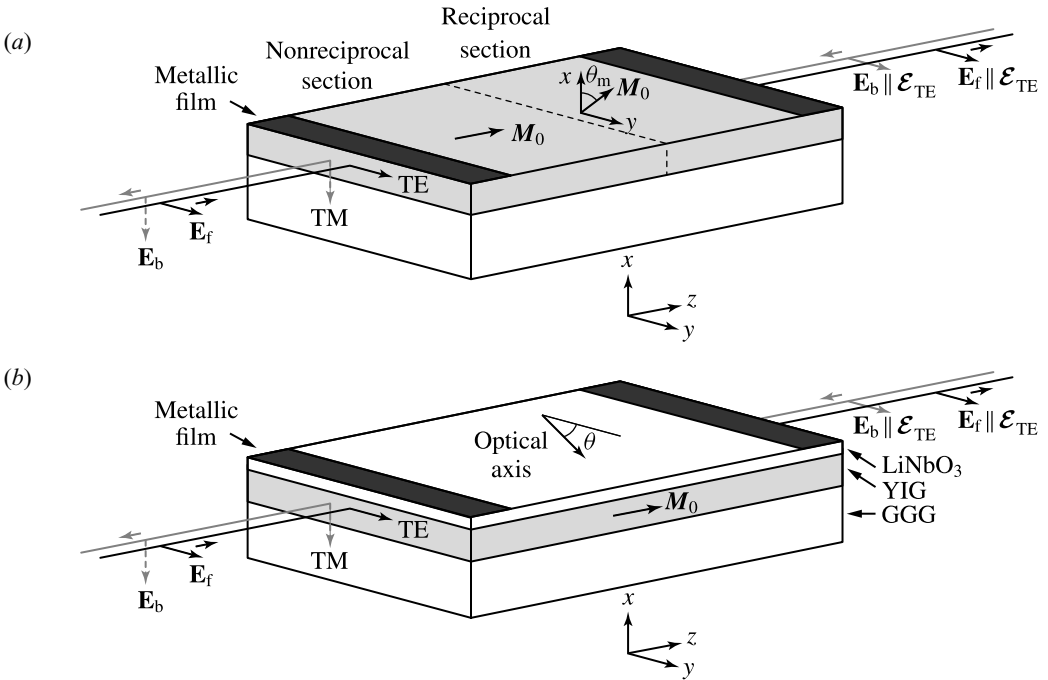 (a)
Reciprocal
section
Nonreciprocal
section
Metallic
film
x
θm
M0
y
M0
Eb ∥ ℰTE
Ef ∥ ℰTE
TE
TM
Ef
Eb
x
z
y
(b)
Metallic
film
Optical
axis
θ
Eb ∥ ℰTE
Ef ∥ ℰTE
LiNbO3
YIG
GGG
M0
TE
TM
Ef
Eb
x
z
y